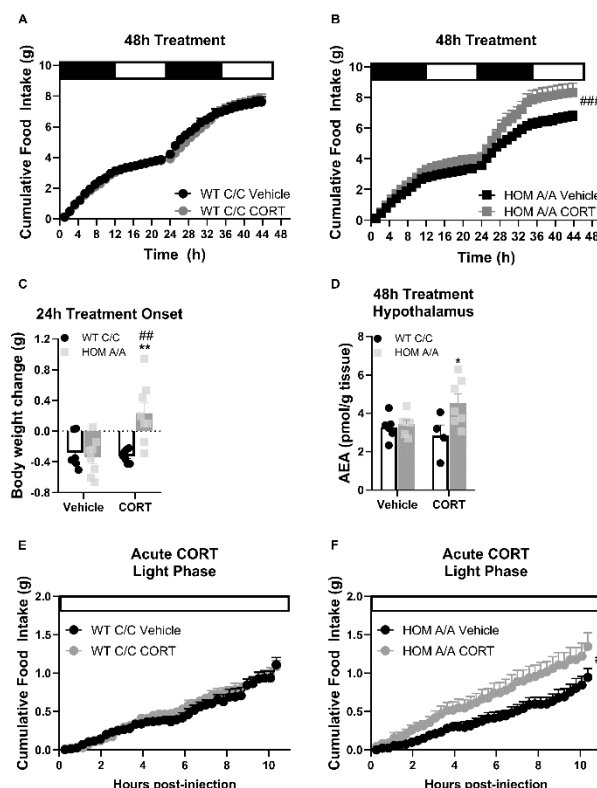 A
48h Treatment
Cumulative Food Intake (g)
10
8
6
4
2
0
WT C/C Vehicle
WT C/C CORT
0 4 8 12 16 20 24 28 32 36 40 44 48
Time (h)
B
48h Treatment
Cumulative Food Intake (g)
10
8
6
4
2
0
###
HOM A/A Vehicle
HOM A/A CORT
0 4 8 12 16 20 24 28 32 36 40 44 48
Time (h)
C
24h Treatment Onset
Body weight change (g)
1.2
0.8
0.4
0.0
-0.4
-0.8
WT C/C
HOM A/A
##
**
Vehicle CORT
D
48h Treatment
Hypothalamus
AEA (pmol/g tissue)
8
6
4
2
0
WT C/C
HOM A/A
*
Vehicle CORT
E
Acute CORT
Light Phase
Cumulative Food Intake (g)
2.0
1.5
1.0
0.5
0.0
WT C/C Vehicle
WT C/C CORT
0 2 4 6 8 10
Hours post-injection
F
Acute CORT
Light Phase
Cumulative Food Intake (g)
2.0
1.5
1.0
0.5
0.0
HOM A/A Vehicle
HOM A/A CORT
0 2 4 6 8 10
Hours post-injection